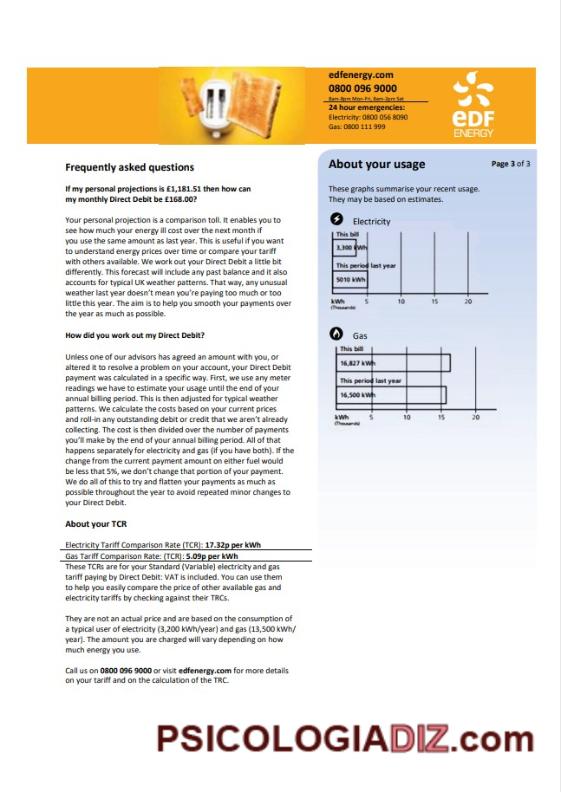 edfenergy.com
0800 096 9000
8am-8pm Mon-Fri, 8am-2pm Sat
24 hour emergencies:
Electricity: 0800 056 8090
Gas: 0800 111 999
eDF
ENERGY
Frequently asked questions
If my personal projections is £1,181.51 then how can
my monthly Direct Debit be £168.00?
Your personal projection is a comparison toll. It enables you to
see how much your energy ill cost over the next month if
you use the same amount as last year. This is useful if you want
to understand energy prices over time or compare your tariff
with others available. We work out your Direct Debit a little bit
differently. This forecast will include any past balance and it also
accounts for typical UK weather patterns. That way, any unusual
weather last year doesn't mean you're paying too much or too
little this year. The aim is to help you smooth your payments over
the year as much as possible.
How did you work out my Direct Debit?
Unless one of our advisors has agreed an amount with you, or
altered it to resolve a problem on your account, your Direct Debit
payment was calculated in a specific way. First, we use any meter
readings we have to estimate your usage until the end of your
annual billing period. This is then adjusted for typical weather
patterns. We calculate the costs based on your current prices
and roll-in any outstanding debit or credit that we aren't already
collecting. The cost is then divided over the number of payments
you'll make by the end of your annual billing period. All of that
happens separately for electricity and gas (if you have both). If the
change from the current payment amount on either fuel would
be less that 5%, we don't change that portion of your payment.
We do all of this to try and flatten your payments as much as
possible throughout the year to avoid repeated minor changes to
your Direct Debit.
About your TCR
Electricity Tariff Comparison Rate (TCR): 17.32p per kWh
Gas Tariff Comparison Rate: (TCR): 5.09p per kWh
These TCRs are for your Standard (Variable) electricity and gas
tariff paying by Direct Debit: VAT is included. You can use them
to help you easily compare the price of other available gas and
electricity tariffs by checking against their TRCs.
They are not an actual price and are based on the consumption of
a typical user of electricity (3,200 kWh/year) and gas (13,500 kWh/
year). The amount you are charged will vary depending on how
much energy you use.
Call us on 0800 096 9000 or visit edfenergy.com for more details
on your tariff and on the calculation of the TRC.
About your usage
Page 3 of 3
These graphs summarise your recent usage.
They may be based on estimates.
Electricity
This bill
3,300 kWh
This period last year
5010 kWh
kWh 5 10 15 20
(Thousands)
Gas
This bill
16,827 kWh
This period last year
16,500 kWh
kWh 5 10 15 20
(Thousands)
PSICOLOGIADIZ.com